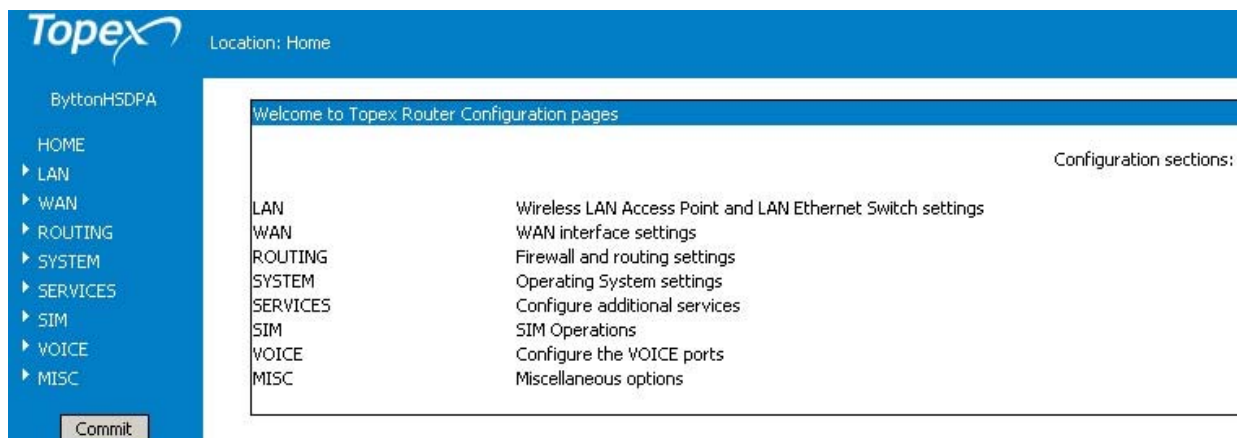 Topex
Location: Home
ByttonHSDPA
HOME
LAN
WAN
ROUTING
SYSTEM
SERVICES
SIM
VOICE
MISC
Commit
Welcome to Topex Router Configuration pages
Configuration sections:
LAN Wireless LAN Access Point and LAN Ethernet Switch settings
WAN WAN interface settings
ROUTING Firewall and routing settings
SYSTEM Operating System settings
SERVICES Configure additional services
SIM SIM Operations
VOICE Configure the VOICE ports
MISC Miscellaneous options